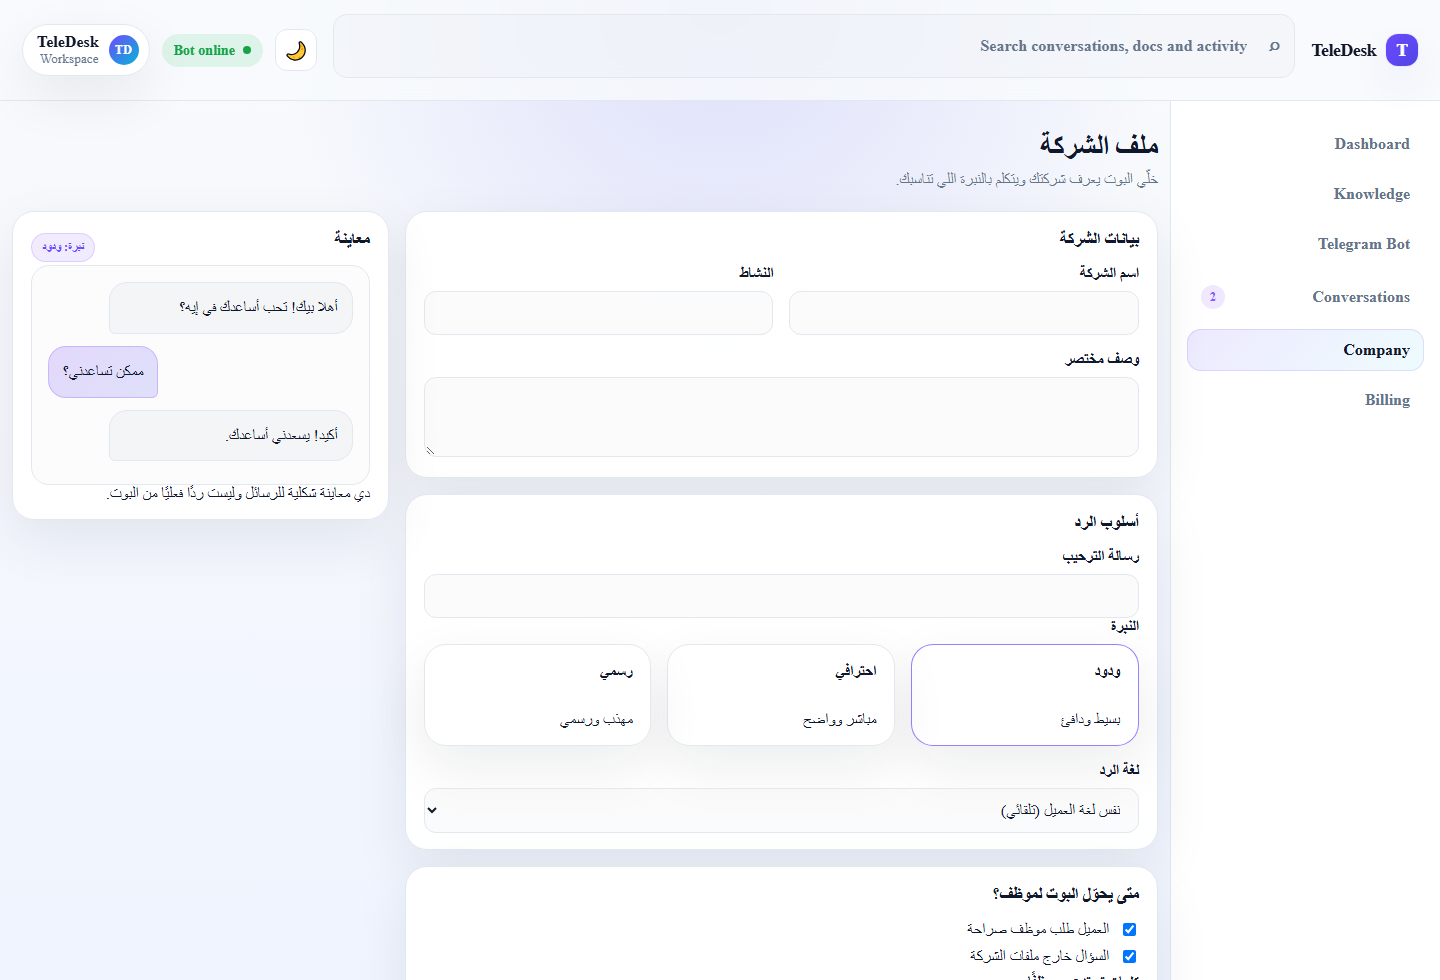 T TeleDesk
Search conversations, docs and activity
Bot online
TeleDesk
Workspace
TD
Dashboard
Knowledge
Telegram Bot
Conversations 2
Company
Billing
ملف الشركة
خلّي البوت يعرف شركتك ويتكلم بالنبرة اللي تناسبك.
بيانات الشركة
اسم الشركة
النشاط
وصف مختصر
أسلوب الرد
رسالة الترحيب
النبرة
ودود
بسيط ودافئ
احترافي
مباشر وواضح
رسمي
مهذب ورسمي
لغة الرد
نفس لغة العميل (تلقائي)
متى يحوّل البوت لموظف؟
العميل طلب موظف صراحة
السؤال خارج ملفات الشركة
معاينة
نبرة: ودود
أهلا بيك! تحب أساعدك في إيه؟
ممكن تساعدني؟
أكيد! يسعدني أساعدك.
دي معاينة شكلية للرسائل وليست ردًا فعليًا من البوت.